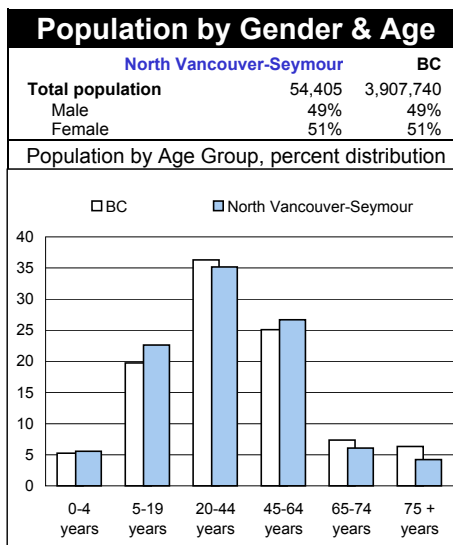 Population by Gender & Age
North Vancouver-Seymour BC
Total population 54,405 3,907,740
Male 49% 49%
Female 51% 51%
Population by Age Group, percent distribution
BC North Vancouver-Seymour
40
35
30
25
20
15
10
5
0
0-4 5-19 20-44 45-64 65-74 75 +
years years years years years years